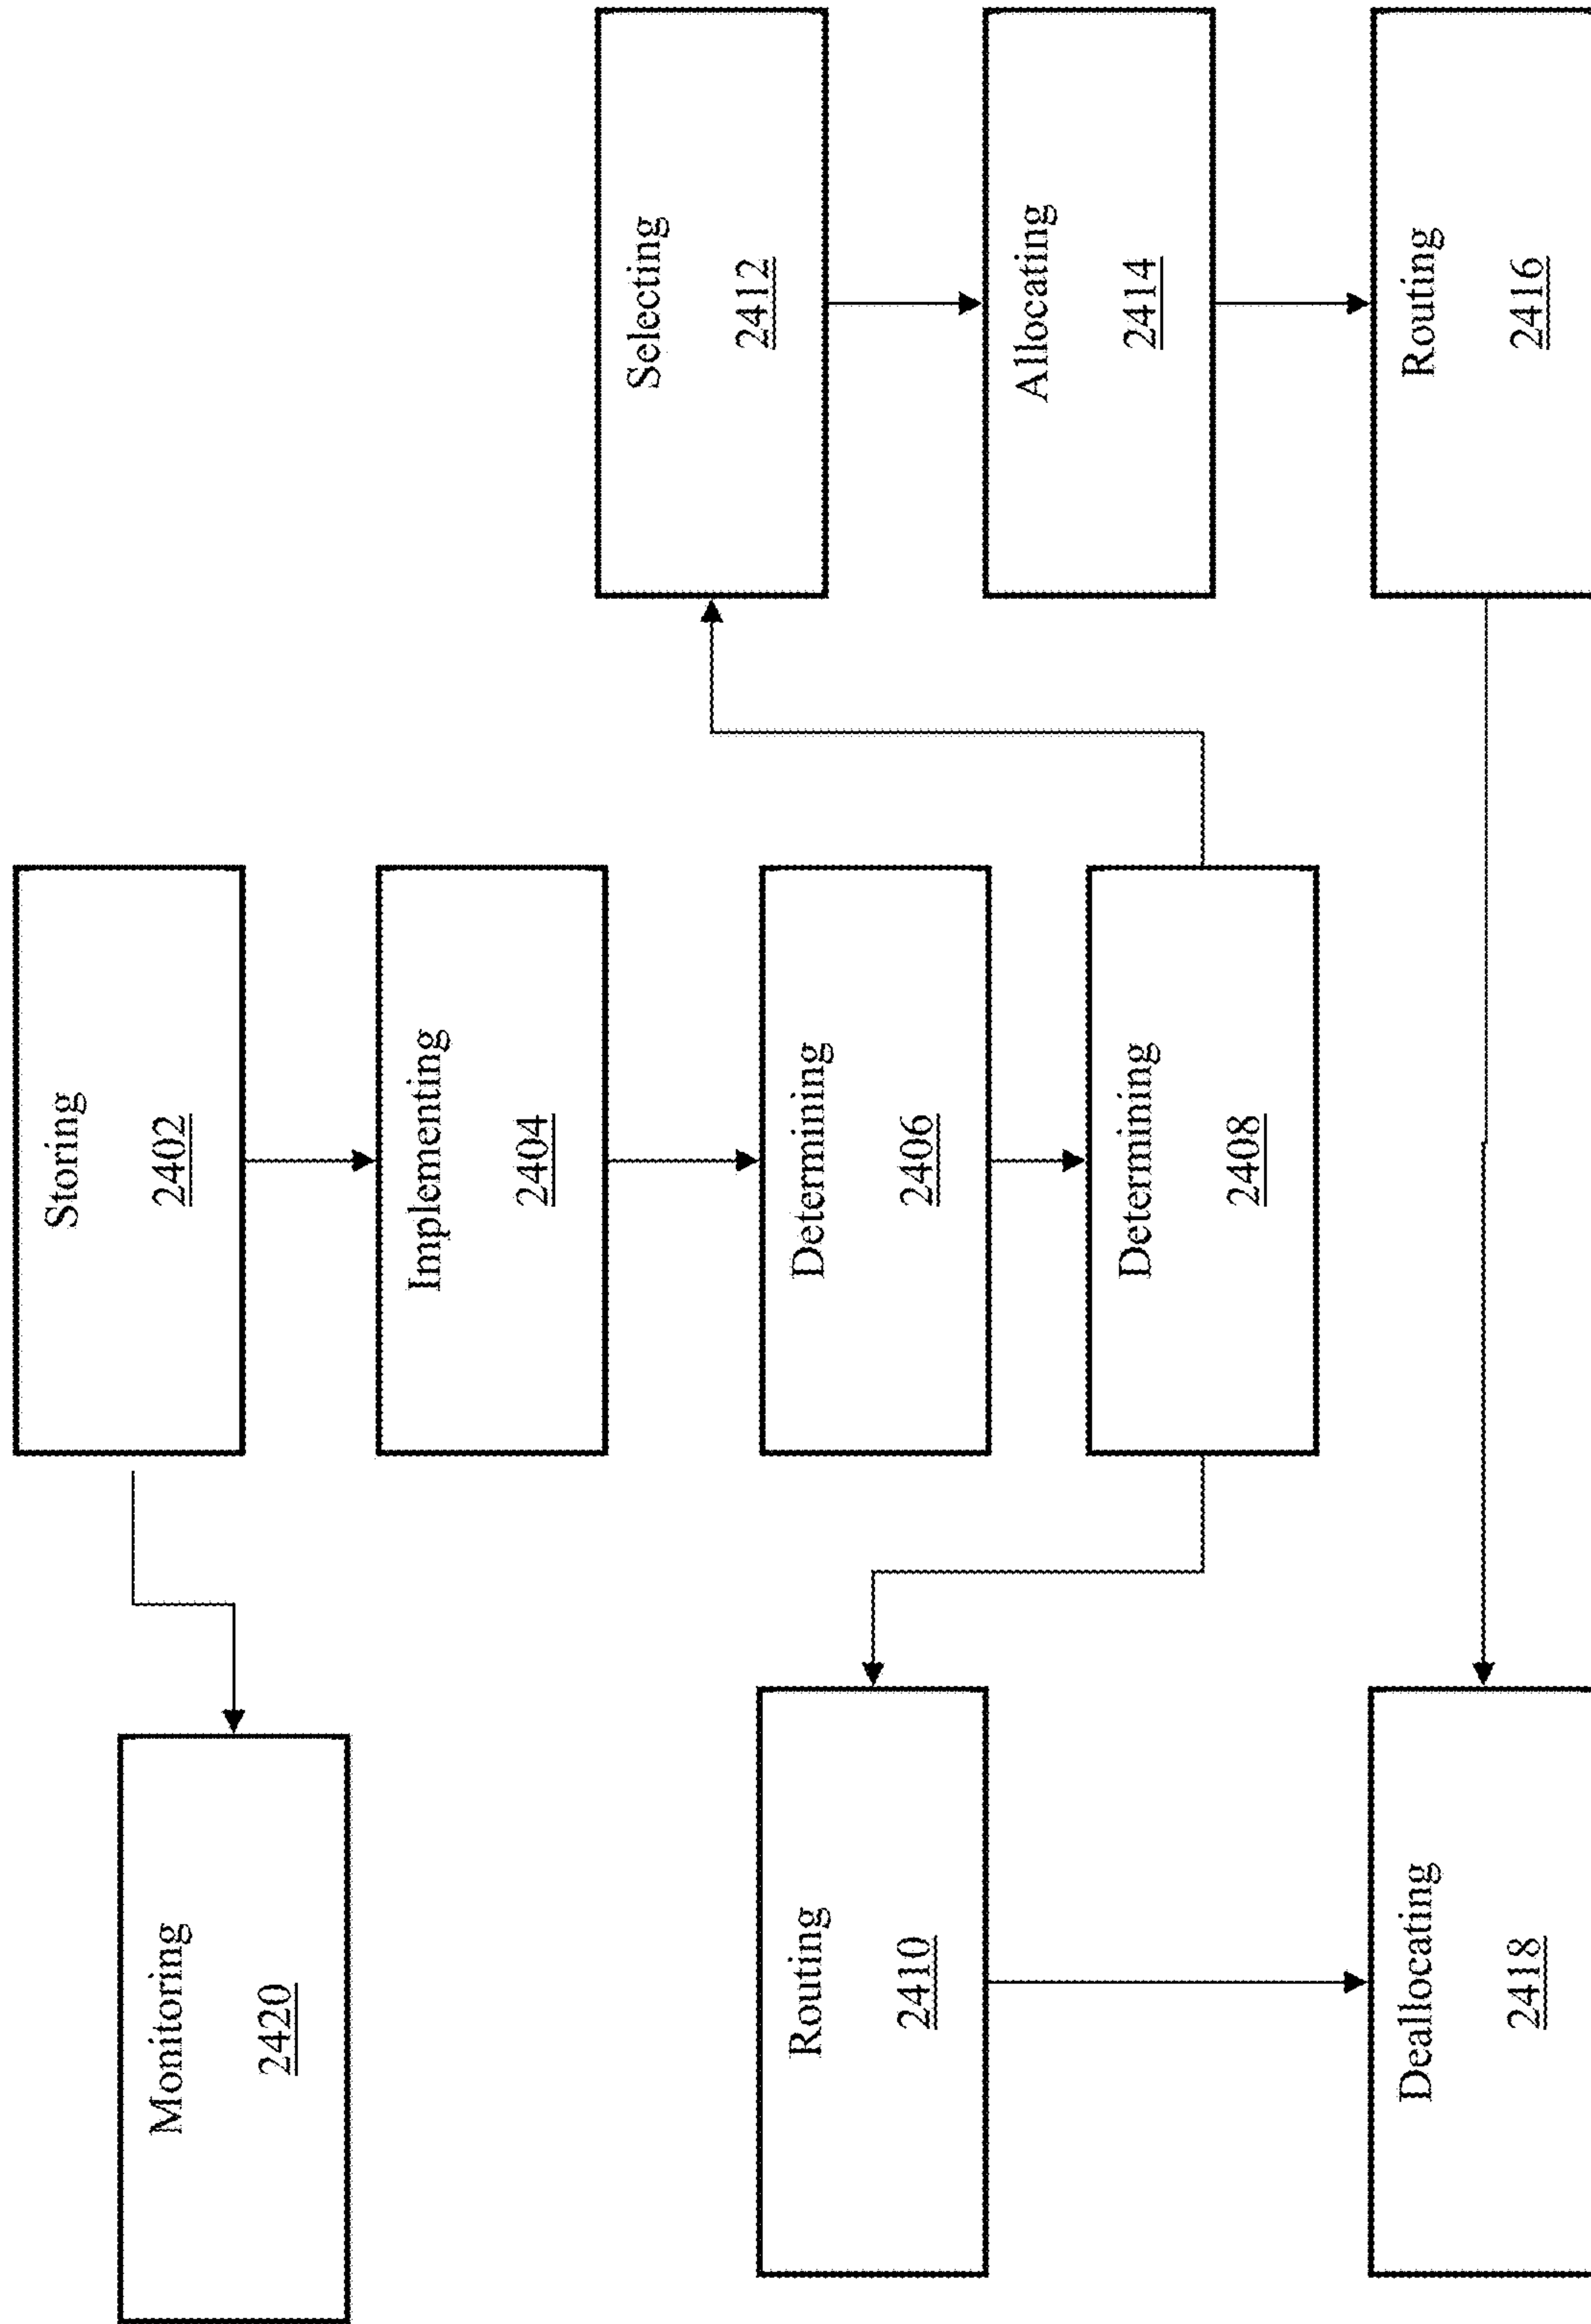 Storing
2402
Monitoring
2420
Implementing
2404
Determining
2406
Determining
2408
Routing
2410
Selecting
2412
Allocating
2414
Routing
2416
Deallocating
2418